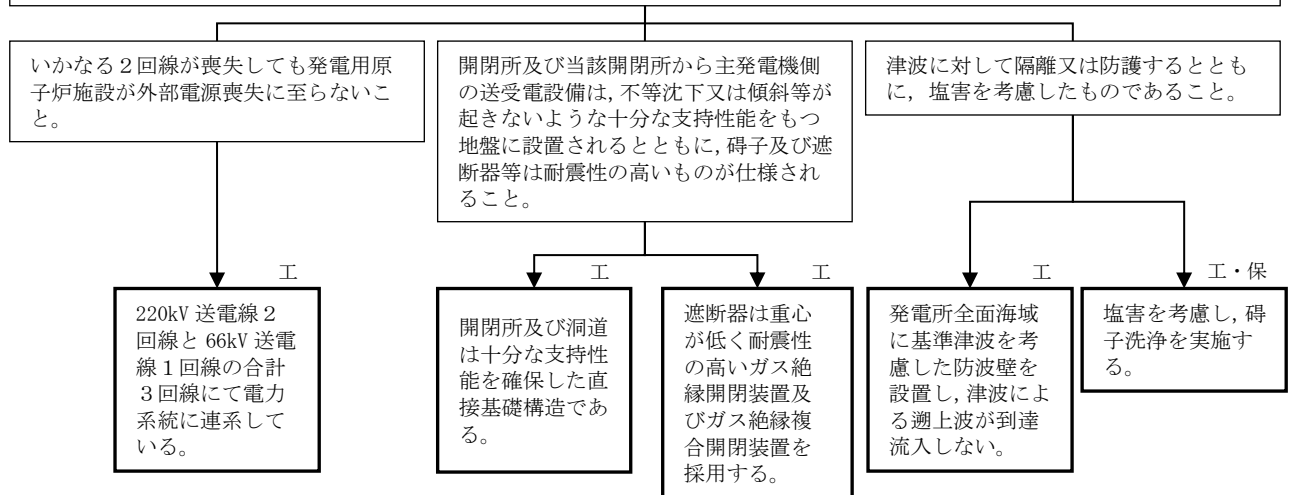 いかなる２回線が喪失しても発電用原
子炉施設が外部電源喪失に至らないこ
と。
開閉所及び当該開閉所から主発電機側
の送受電設備は，不等沈下又は傾斜等が
起きないような十分な支持性能をもつ
地盤に設置されるとともに，碍子及び遮
断器等は耐震性の高いものが仕様され
ること。
津波に対して隔離又は防護するととも
に，塩害を考慮したものであること。
工
220kV 送電線２
回線と 66kV 送電
線１回線の合計
３回線にて電力
系統に連系して
いる。
工
開閉所及び洞道
は十分な支持性
能を確保した直
接基礎構造であ
る。
工
遮断器は重心
が低く耐震性
の高いガス絶
縁開閉装置及
びガス絶縁複
合開閉装置を
採用する。
工
発電所全面海域
に基準津波を考
慮した防波壁を
設置し，津波によ
る遡上波が到達
流入しない。
工・保
塩害を考慮し，碍
子洗浄を実施す
る。